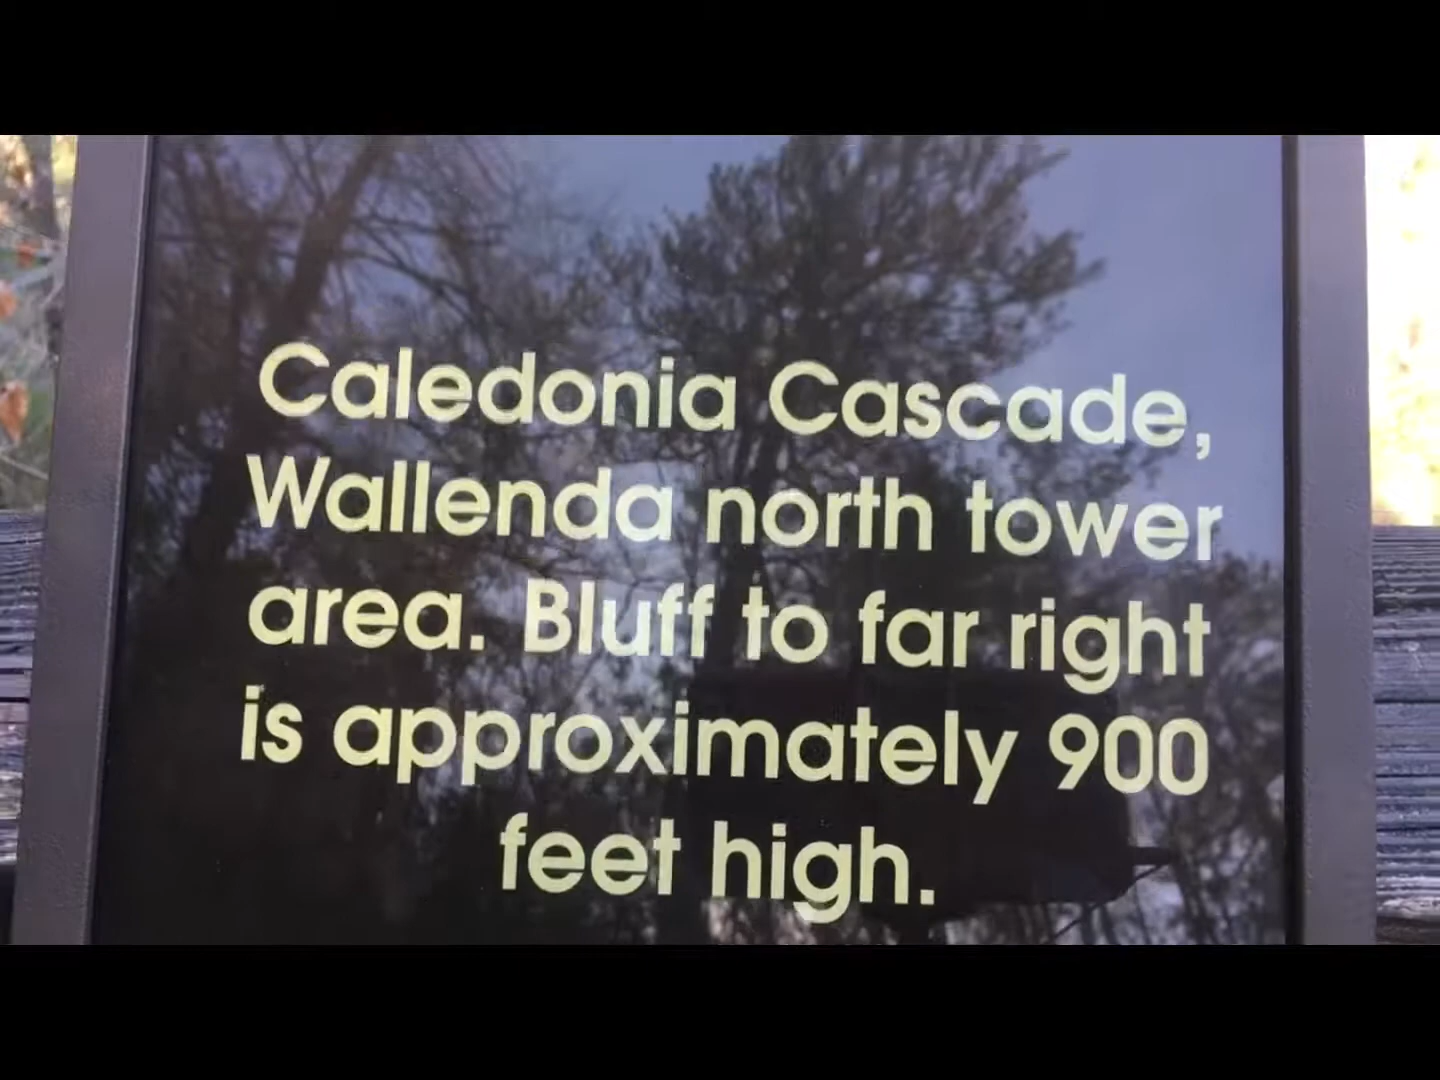 Caledonia Cascade,
Wallenda north tower
area. Bluff to far right
is approximately 900
feet high.